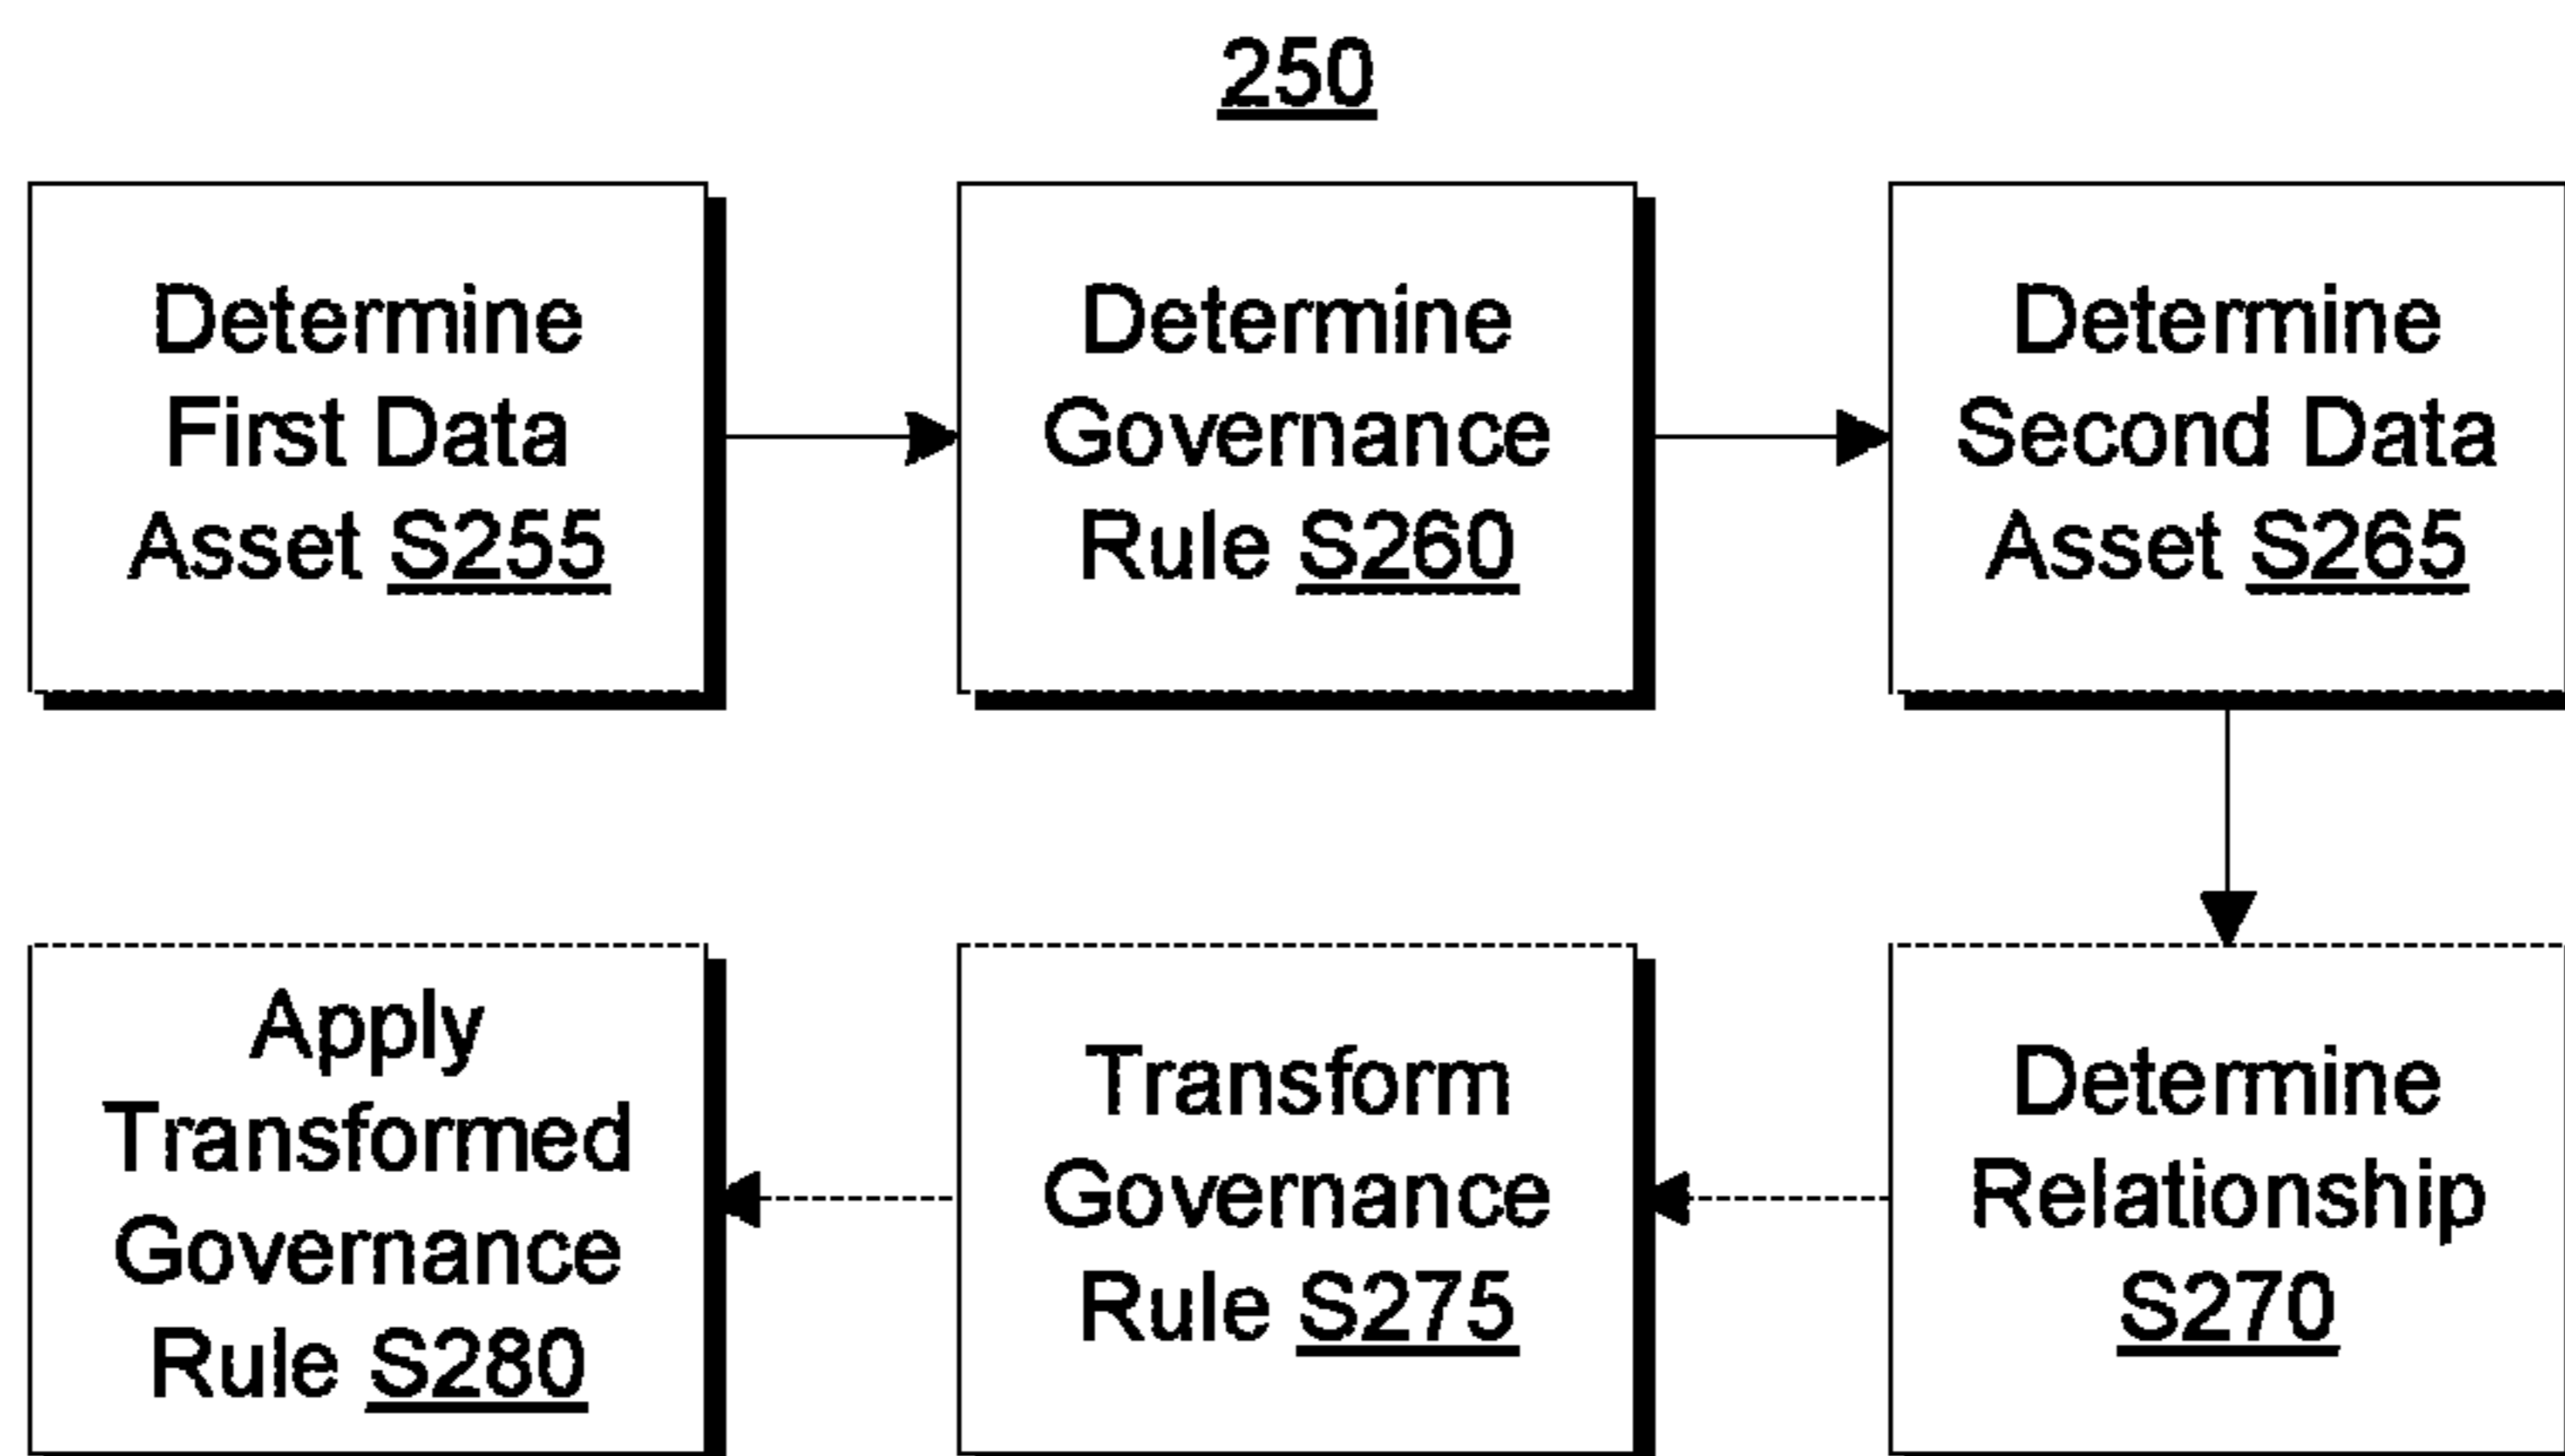 250
Determine
First Data
Asset S255
Determine
Governance
Rule S260
Determine
Second Data
Asset S265
Apply
Transformed
Governance
Rule S280
Transform
Governance
Rule S275
Determine
Relationship
S270